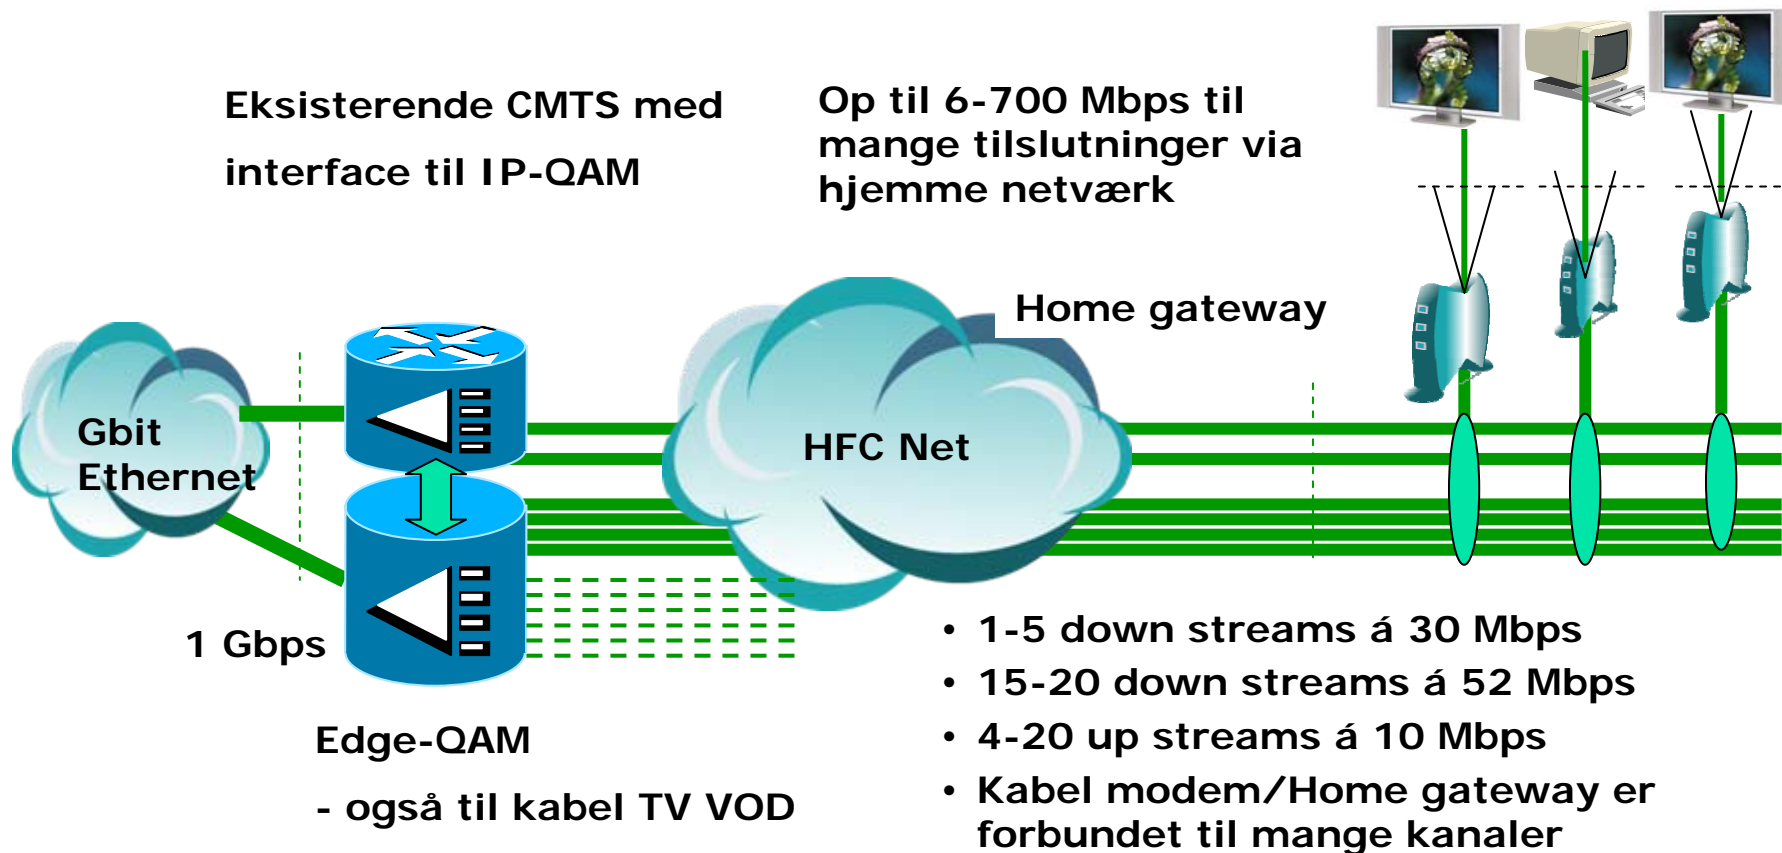 Eksisterende CMTS med
interface til IP-QAM
Op til 6-700 Mbps til
mange tilslutninger via
hjemme netværk
Home gateway
Gbit
Ethernet
HFC Net
1 Gbps
Edge-QAM
- også til kabel TV VOD
• 1-5 down streams á 30 Mbps
• 15-20 down streams á 52 Mbps
• 4-20 up streams á 10 Mbps
• Kabel modem/Home gateway er
forbundet til mange kanaler